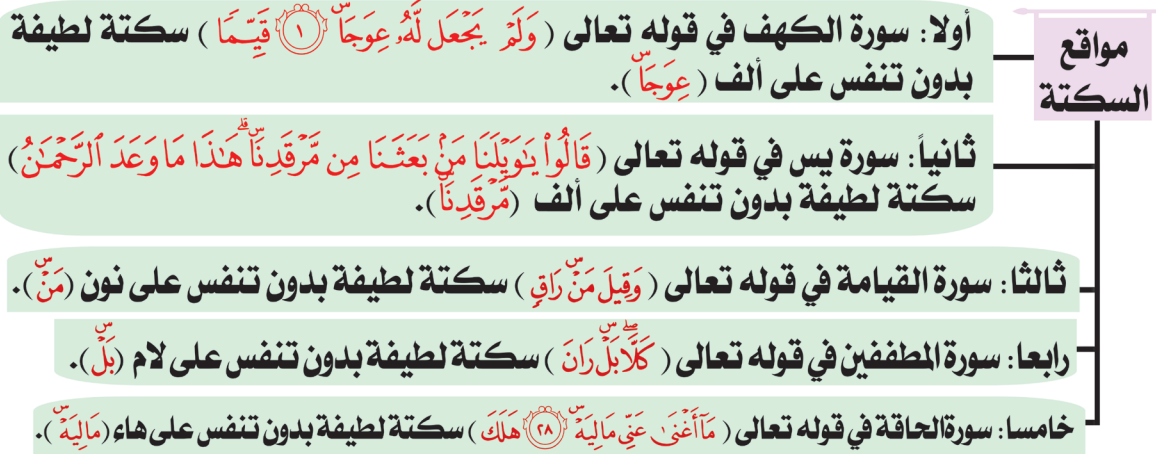 مواقع
السكتة
أولا: سورة الكهف في قوله تعالى (وَلَمْ يَجْعَل لَّهُۥ عِوَجَاۜ ١ قَيِّمًا) سكتة لطيفة
بدون تنفس على ألف (عِوَجَاۜ).
ثانياً: سورة يس في قوله تعالى (قَالُوا۟ يَٰوَيْلَنَا مَنۢ بَعَثَنَا مِن مَّرْقَدِنَاۜۗ هَٰذَا مَا وَعَدَ ٱلرَّحْمَٰنُ)
سكتة لطيفة بدون تنفس على ألف (مَّرْقَدِنَاۜ).
ثالثا: سورة القيامة في قوله تعالى (وَقِيلَ مَنْۜ رَاقٍ) سكتة لطيفة بدون تنفس على نون (مَنْۜ).
رابعا: سورة المطففين في قوله تعالى (كَلَّاۖ بَلْۜ رَانَ) سكتة لطيفة بدون تنفس على لام (بَلْۜ).
خامسا: سورة الحاقة في قوله تعالى (مَآ أَغْنَىٰ عَنِّى مَالِيَهْۜ ٢٨ هَلَكَ) سكتة لطيفة بدون تنفس على هاء (مَالِيَهْۜ).